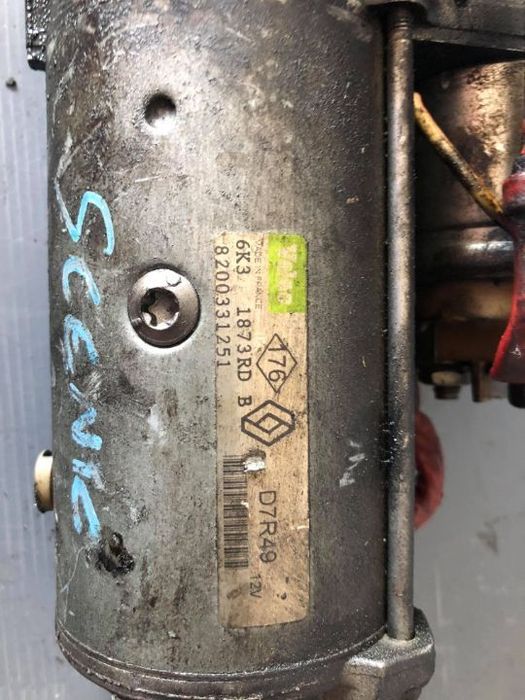 SCENIC
Valeo
MADE IN FRANCE
176
6K3 1873RD B
8200331251
D7R49
12V